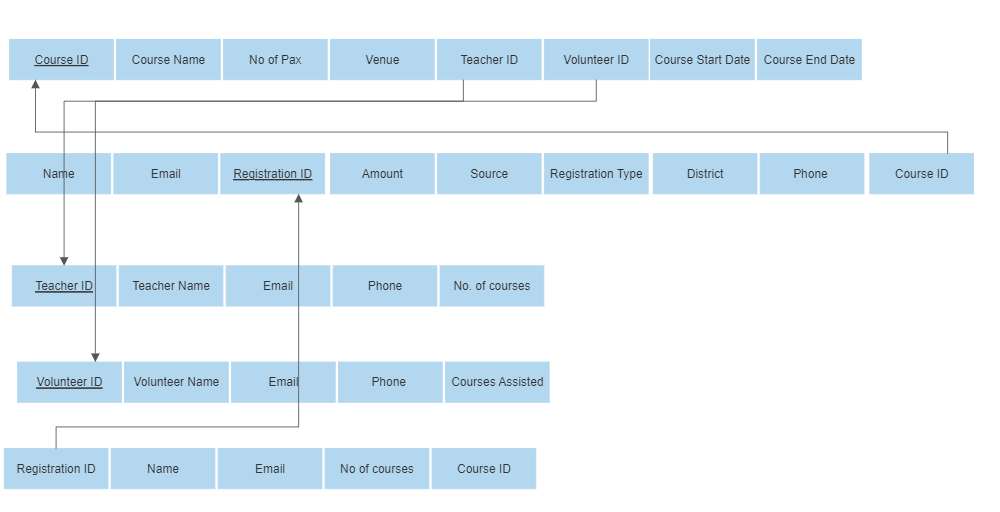 Course ID Course Name No of Pax Venue Teacher ID Volunteer ID Course Start Date Course End Date
Name Email Registration ID Amount Source Registration Type District Phone Course ID
Teacher ID Teacher Name Email Phone No. of courses
Volunteer ID Volunteer Name Email Phone Courses Assisted
Registration ID Name Email No of courses Course ID